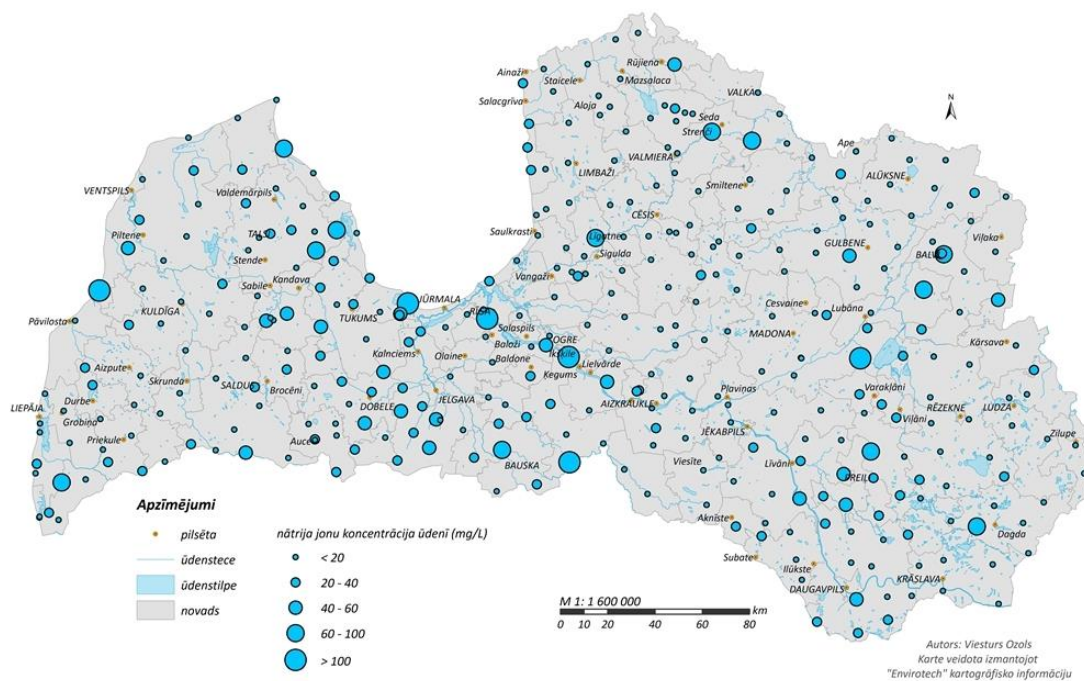 N
Ainaži
Rūjiena
Staicele
Mazsalaca
Salacgrīva
Aloja
VALKA
Seda
Strenči
Ape
VALMIERA
ALŪKSNE
LIMBAŽI
Smiltene
VENTSPILS
Valdemārpils
CĒSIS
Piltene
TALSI
Saulkrasti
Līgatne
Viļaka
GULBENE
Sigulda
BALVI
Stende
Vangaži
Sabile
Kandava
Cesvaine
Lubāna
JŪRMALA
KULDĪGA
RĪGA
TUKUMS
Pāvilosta
Salaspils
MADONA
OGRE
Baloži
Kārsava
Ikšķile
Kalnciems
Olaine
Baldone
Lielvārde
Aizpute
Ķegums
Skrunda
SALDUS
Brocēni
Pļaviņas
Varakļāni
Durbe
DOBELE
JELGAVA
AIZKRAUKLE
LIEPĀJA
RĒZEKNE
LUDZA
Grobiņa
Viļāni
JĒKABPILS
Priekule
Auce
Zilupe
BAUSKA
Viesīte
Līvāni
PREIĻI
Aknīste
Dagda
Subate
Ilūkste
KRĀSLAVA
DAUGAVPILS
Apzīmējumi
pilsēta
ūdenstece
ūdenstilpe
novads
nātrija jonu koncentrācija ūdenī (mg/L)
< 20
20 - 40
40 - 60
60 - 100
> 100
M 1: 1 600 000
km
0 10 20 40 60 80
Autors: Viesturs Ozols
Karte veidota izmantojot
"Envirotech" kartogrāfisko informāciju